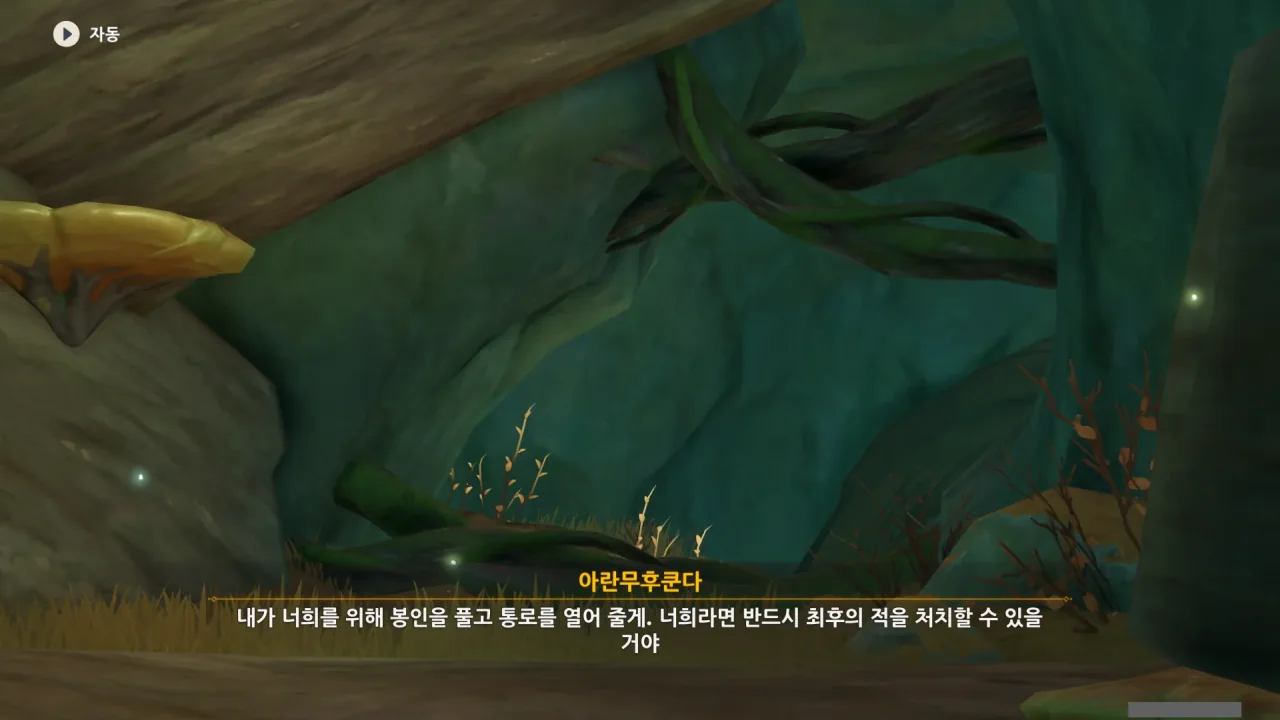 자동
아란무후쿤다
내가 너희를 위해 봉인을 풀고 통로를 열어 줄게. 너희라면 반드시 최후의 적을 처치할 수 있을
거야